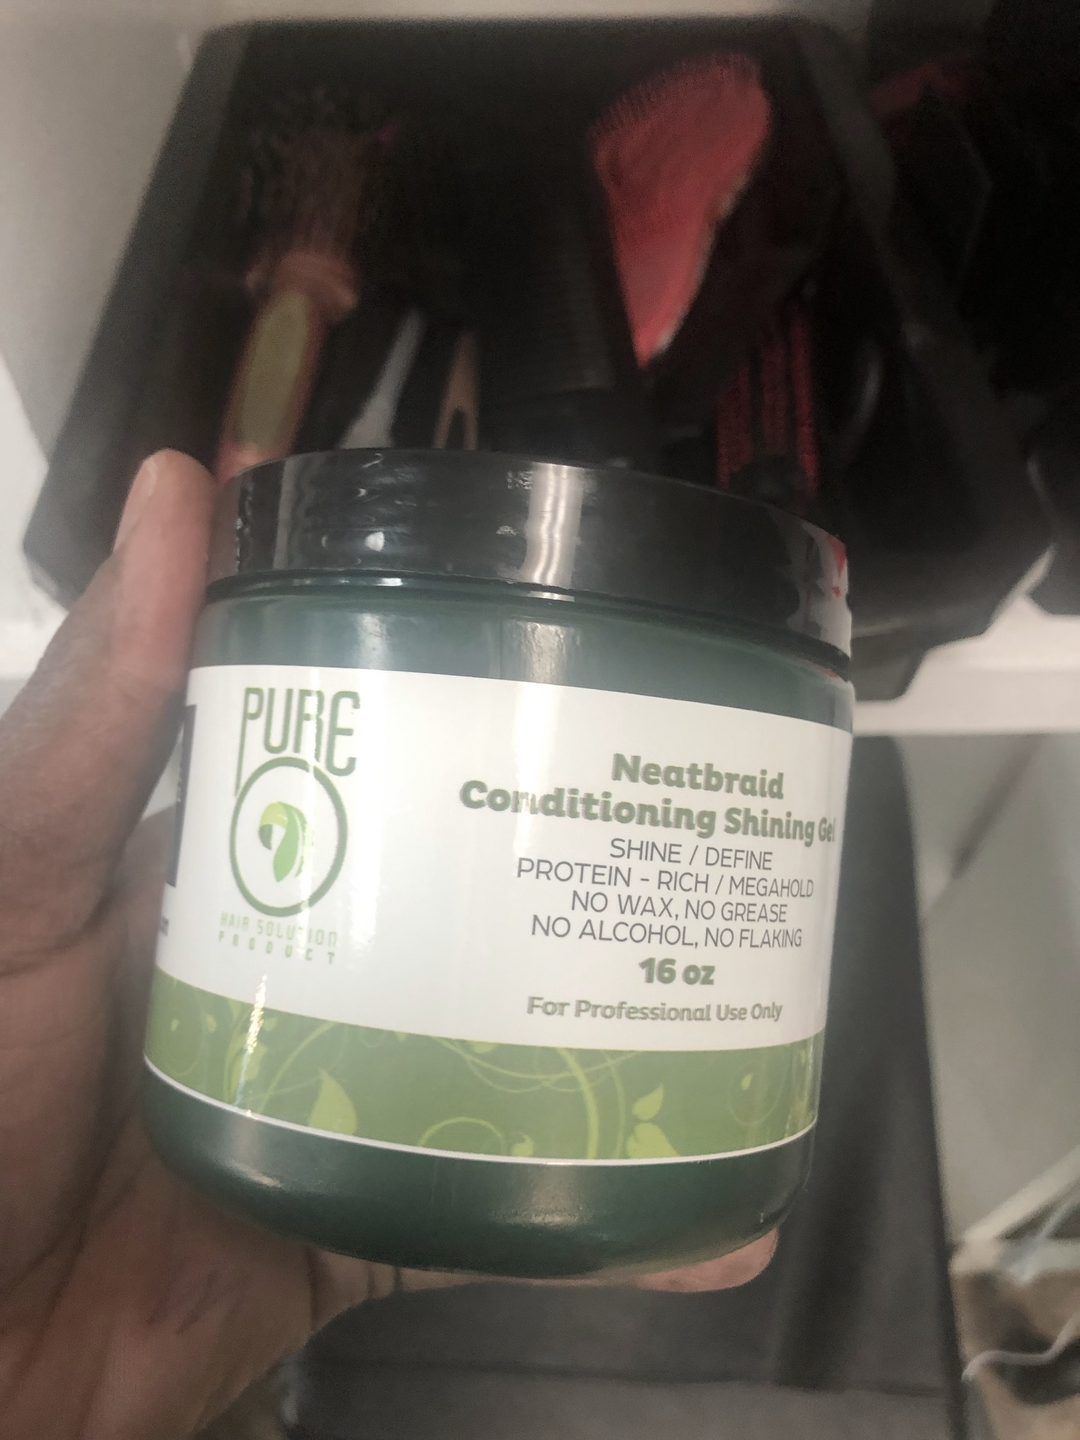 PURE
HAIR SOLUTION
PRODUCT
Neatbraid
Conditioning Shining Gel
SHINE / DEFINE
PROTEIN - RICH / MEGAHOLD
NO WAX, NO GREASE
NO ALCOHOL, NO FLAKING
16 oz
For Professional Use Only